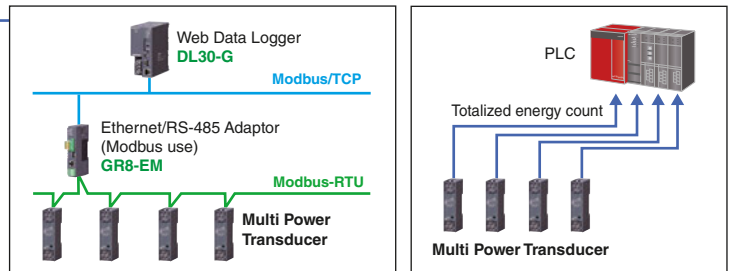 Web Data Logger
DL30-G
Modbus/TCP
Ethernet/RS-485 Adaptor
(Modbus use)
GR8-EM
Modbus-RTU
Multi Power
Transducer
PLC
Totalized energy count
Multi Power Transducer